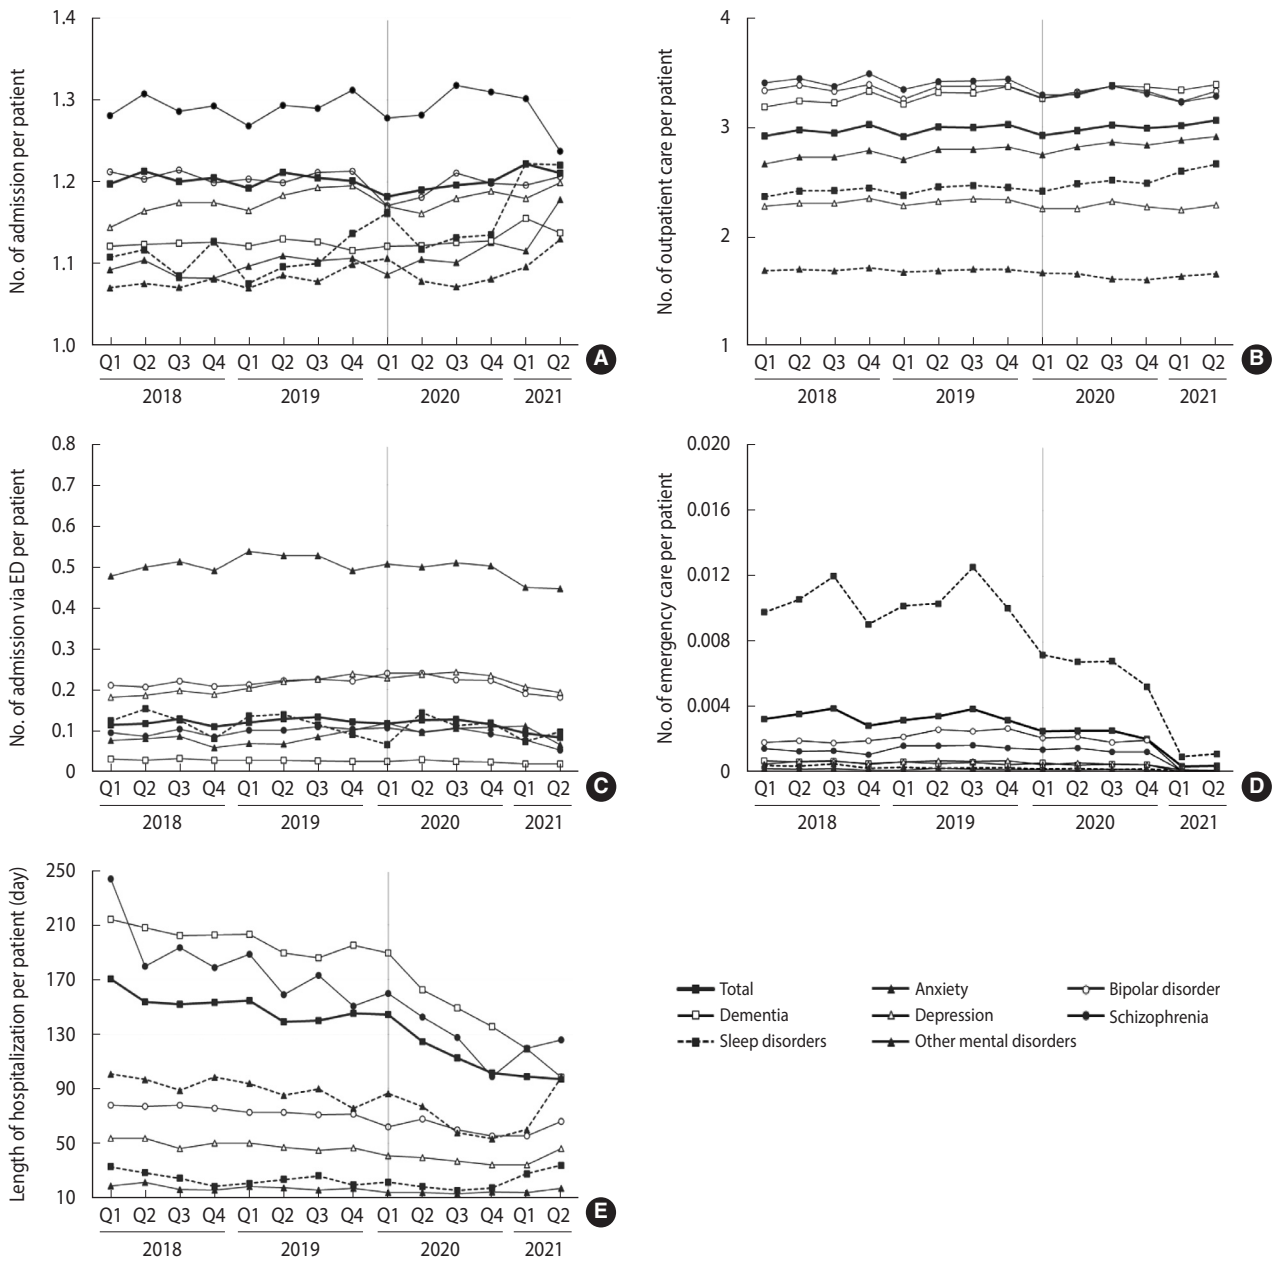 No. of admission per patient
1.4
1.3
1.2
1.1
1.0
Q1 Q2 Q3 Q4 Q1 Q2 Q3 Q4 Q1 Q2 Q3 Q4 Q1 Q2
2018 2019 2020 2021
A
No. of outpatient care per patient
4
3
2
1
Q1 Q2 Q3 Q4 Q1 Q2 Q3 Q4 Q1 Q2 Q3 Q4 Q1 Q2
2018 2019 2020 2021
B
No. of admission via ED per patient
0.8
0.7
0.6
0.5
0.4
0.3
0.2
0.1
0
Q1 Q2 Q3 Q4 Q1 Q2 Q3 Q4 Q1 Q2 Q3 Q4 Q1 Q2
2018 2019 2020 2021
C
No. of emergency care per patient
0.020
0.016
0.012
0.008
0.004
0
Q1 Q2 Q3 Q4 Q1 Q2 Q3 Q4 Q1 Q2 Q3 Q4 Q1 Q2
2018 2019 2020 2021
D
Length of hospitalization per patient (day)
250
210
170
130
90
50
10
Q1 Q2 Q3 Q4 Q1 Q2 Q3 Q4 Q1 Q2 Q3 Q4 Q1 Q2
2018 2019 2020 2021
E
Total Anxiety Bipolar disorder
Dementia Depression Schizophrenia
Sleep disorders Other mental disorders